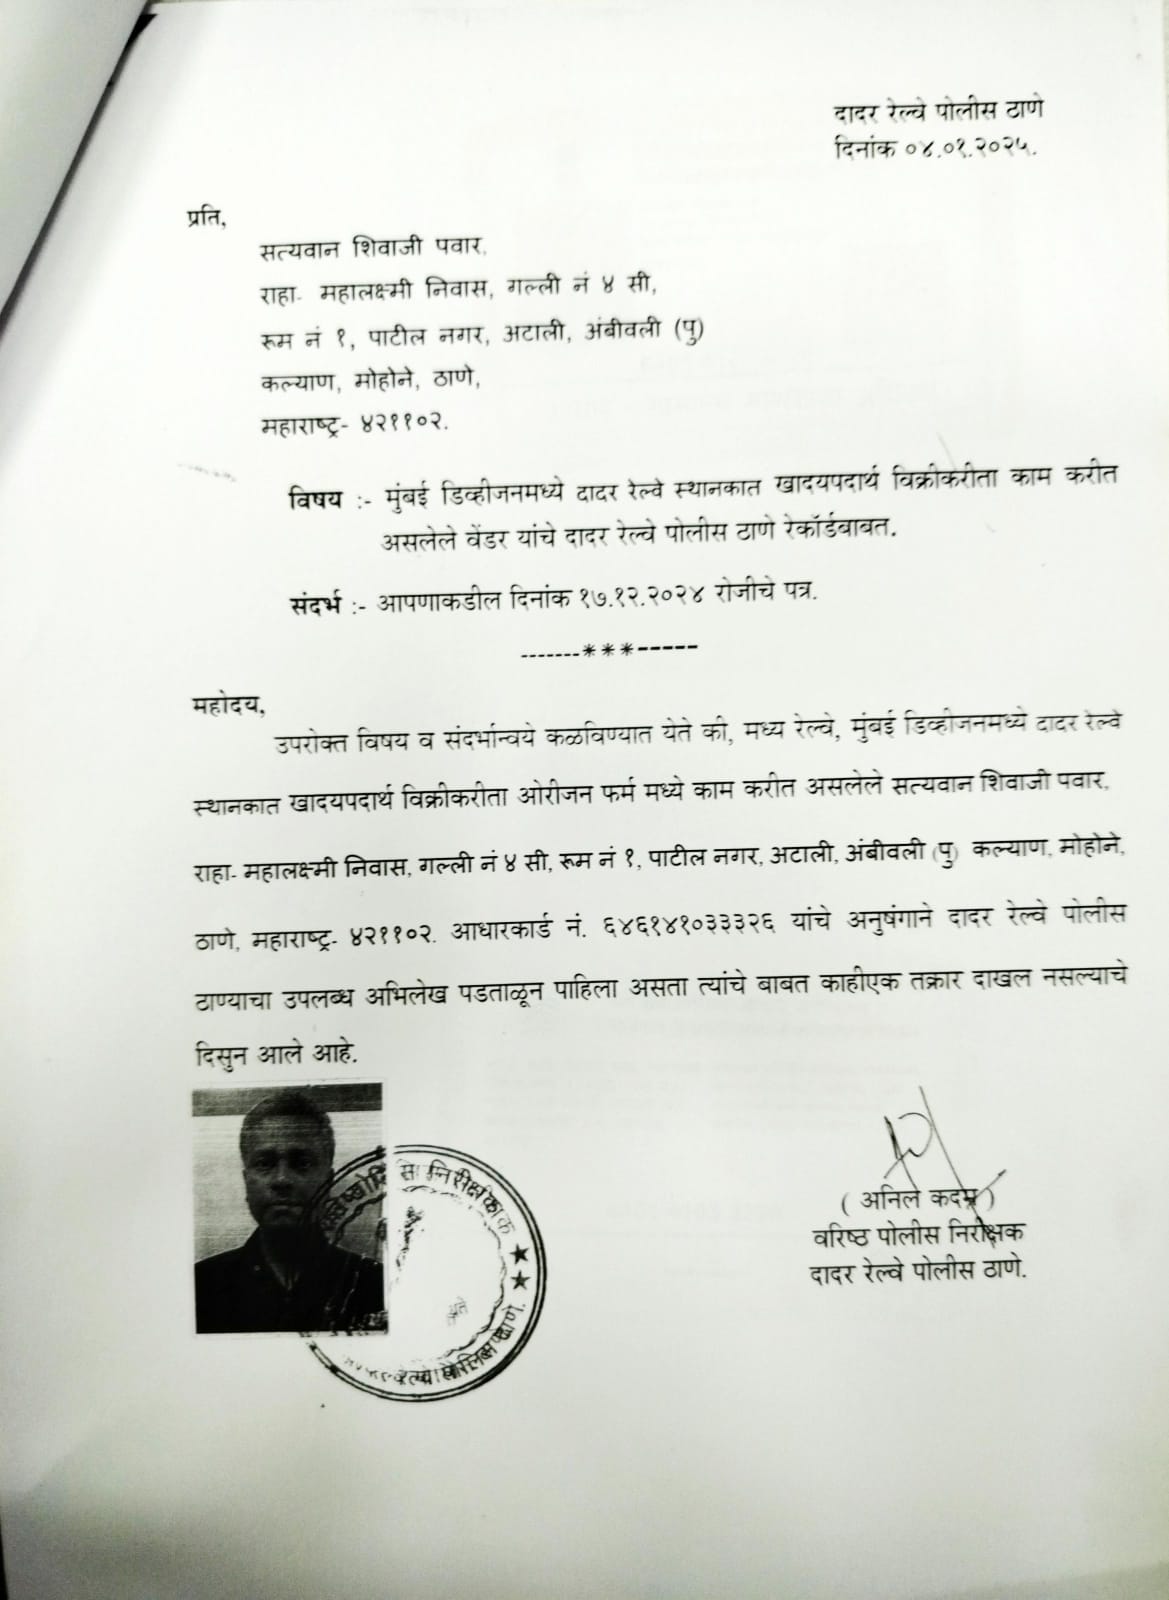 दादर रेल्वे पोलीस ठाणे
दिनांक ०४.०१.२०२५.
प्रति,
सत्यवान शिवाजी पवार,
राहा- महालक्ष्मी निवास, गल्ली नं ४ सी,
रूम नं १, पाटील नगर, अटाली, अंबीवली (पु)
कल्याण, मोहोने, ठाणे,
महाराष्ट्र- ४२११०२.
विषय :- मुंबई डिव्हीजनमध्ये दादर रेल्वे स्थानकात खादयपदार्थ विक्रीकरीता काम करीत
असलेले वेंडर यांचे दादर रेल्वे पोलीस ठाणे रेकॉर्डबाबत.
संदर्भ :- आपणाकडील दिनांक १७.१२.२०२४ रोजीचे पत्र.
-------***-----
महोदय,
उपरोक्त विषय व संदर्भान्वये कळविण्यात येते की, मध्य रेल्वे, मुंबई डिव्हीजनमध्ये दादर रेल्वे
स्थानकात खादयपदार्थ विक्रीकरीता ओरीजन फर्म मध्ये काम करीत असलेले सत्यवान शिवाजी पवार,
राहा- महालक्ष्मी निवास, गल्ली नं ४ सी, रूम नं १, पाटील नगर, अटाली, अंबीवली (पु) कल्याण, मोहोने,
ठाणे, महाराष्ट्र- ४२११०२. आधारकार्ड नं. ६४६१४१०३३३२६ यांचे अनुषंगाने दादर रेल्वे पोलीस
ठाण्याचा उपलब्ध अभिलेख पडताळून पाहिला असता त्यांचे बाबत काहीएक तक्रार दाखल नसल्याचे
दिसुन आले आहे.
( अनिल कदम )
वरिष्ठ पोलीस निरीक्षक
दादर रेल्वे पोलीस ठाणे.